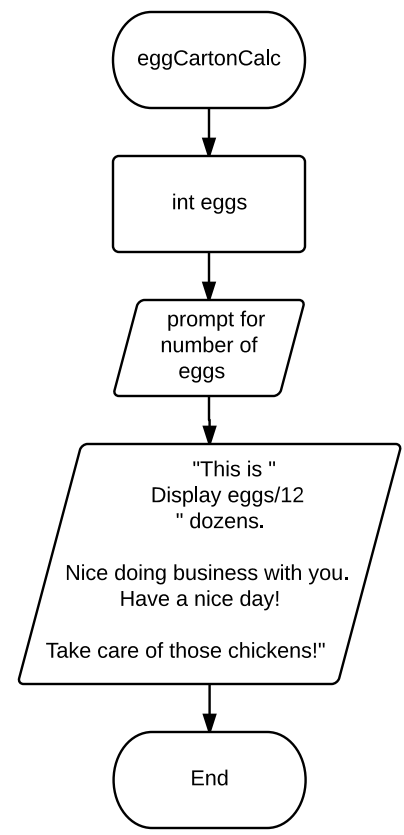 eggCartonCalc
int eggs
prompt for
number of
eggs
"This is "
Display eggs/12
" dozens.
Nice doing business with you.
Have a nice day!
Take care of those chickens!"
End